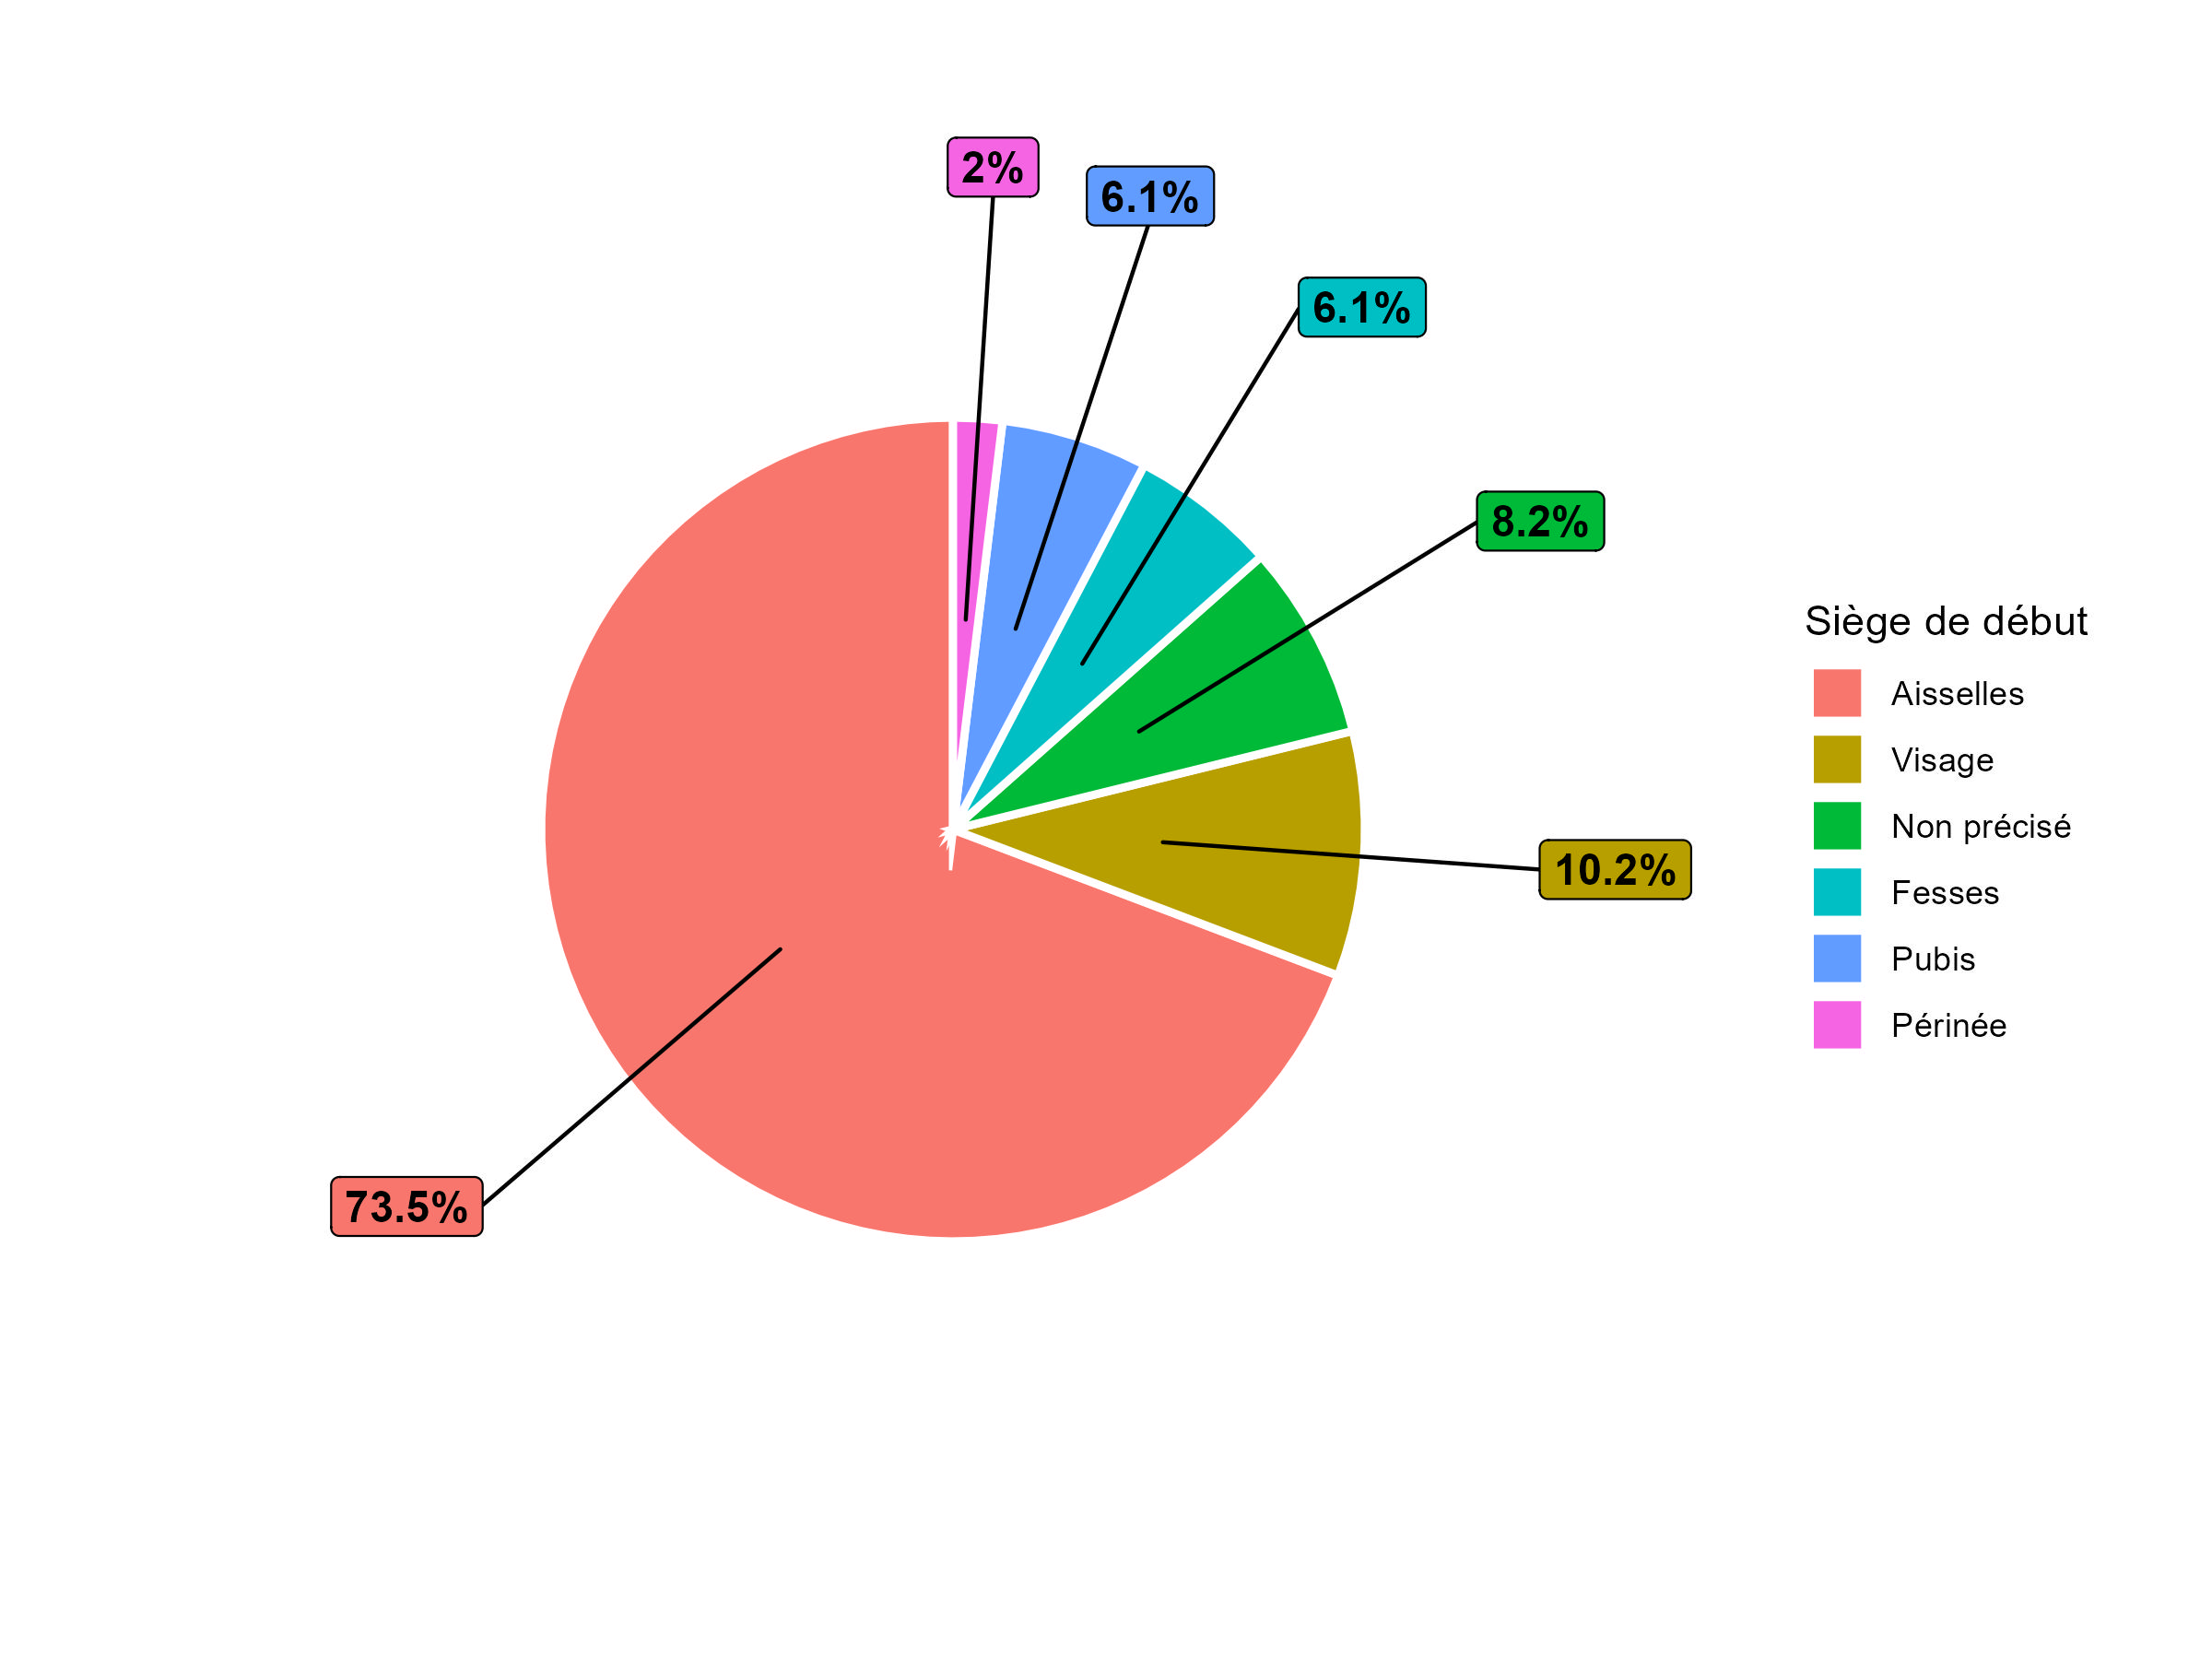 2%
6.1%
6.1%
8.2%
10.2%
73.5%
Siège de début
Aisselles
Visage
Non précisé
Fesses
Pubis
Périnée